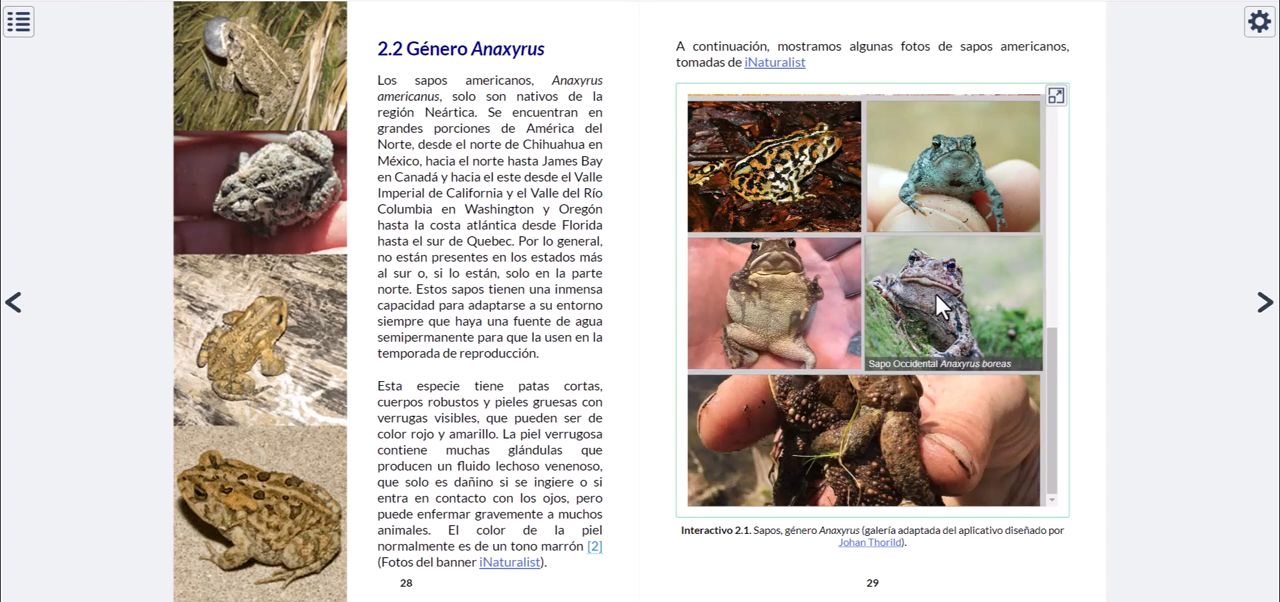 2.2 Género Anaxyrus
Los sapos americanos, Anaxyrus
americanus, solo son nativos de la
región Neártica. Se encuentran en
grandes porciones de América del
Norte, desde el norte de Chihuahua en
México, hacia el norte hasta James Bay
en Canadá y hacia el este desde el Valle
Imperial de California y el Valle del Río
Columbia en Washington y Oregón
hasta la costa atlántica desde Florida
hasta el sur de Quebec. Por lo general,
no están presentes en los estados más
al sur o, si lo están, solo en la parte
norte. Estos sapos tienen una inmensa
capacidad para adaptarse a su entorno
siempre que haya una fuente de agua
semipermanente para que la usen en la
temporada de reproducción.
Esta especie tiene patas cortas,
cuerpos robustos y pieles gruesas con
verrugas visibles, que pueden ser de
color rojo y amarillo. La piel verrugosa
contiene muchas glándulas que
producen un fluido lechoso venenoso,
que solo es dañino si se ingiere o si
entra en contacto con los ojos, pero
puede enfermar gravemente a muchos
animales. El color de la piel
normalmente es de un tono marrón [2]
(Fotos del banner iNaturalist).
28
A continuación, mostramos algunas fotos de sapos americanos,
tomadas de iNaturalist
Sapo Occidental Anaxyrus boreas
Interactivo 2.1. Sapos, género Anaxyrus (galería adaptada del aplicativo diseñado por
Johan Thorild).
29